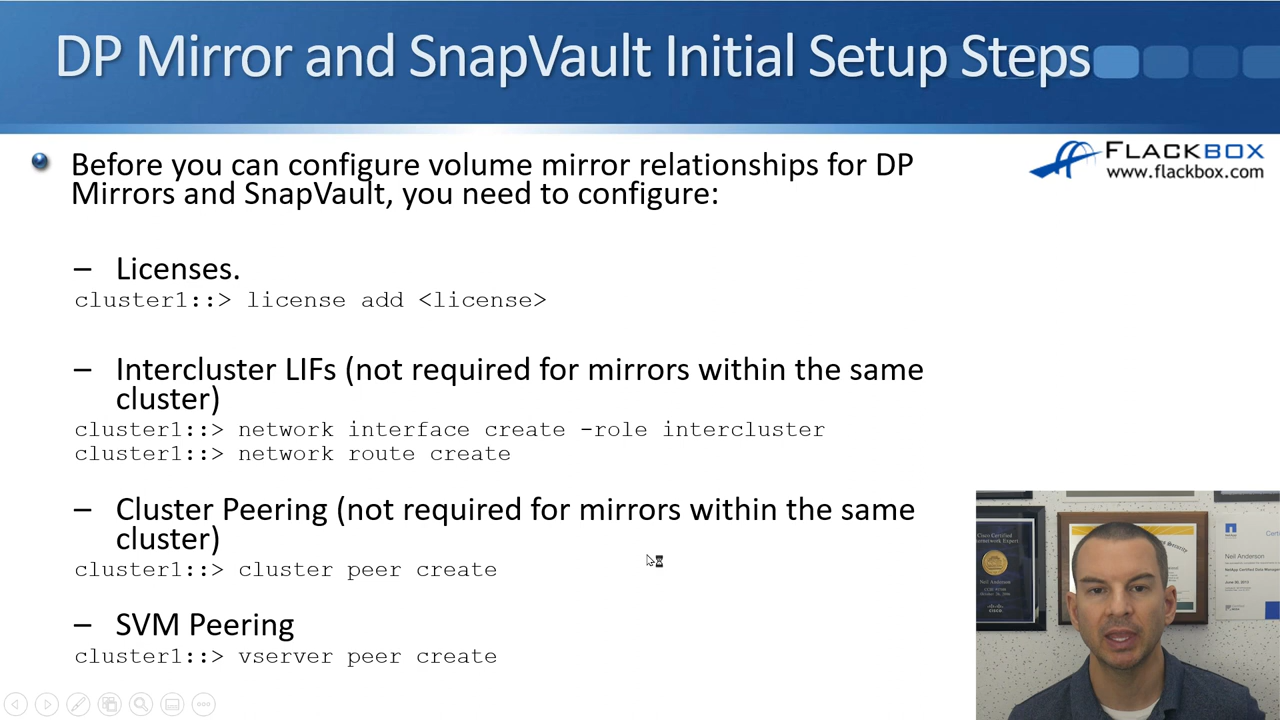 DP Mirror and SnapVault Initial Setup Steps
FLACKBOX
www.flackbox.com
Before you can configure volume mirror relationships for DP
Mirrors and SnapVault, you need to configure:
– Licenses.
cluster1::> license add <license>
– Intercluster LIFs (not required for mirrors within the same
cluster)
cluster1::> network interface create -role intercluster
cluster1::> network route create
– Cluster Peering (not required for mirrors within the same
cluster)
cluster1::> cluster peer create
– SVM Peering
cluster1::> vserver peer create
Neil Anderson